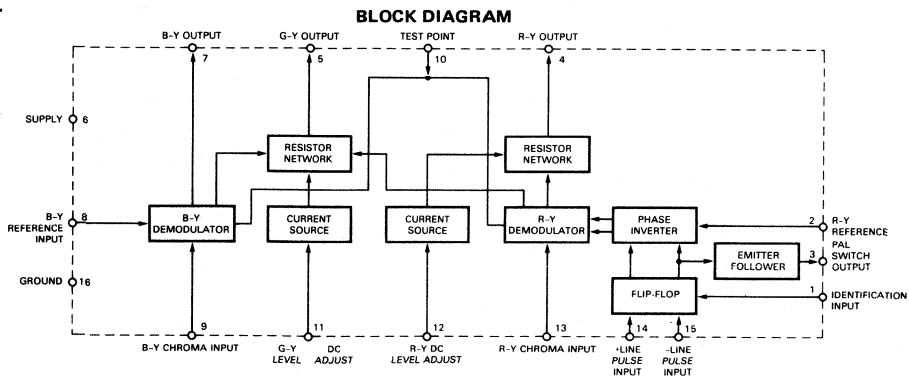 BLOCK DIAGRAM
B-Y OUTPUT
G-Y OUTPUT
TEST POINT
R-Y OUTPUT
7
5
10
4
SUPPLY
6
RESISTOR
NETWORK
RESISTOR
NETWORK
B-Y
REFERENCE
INPUT
8
B-Y
DEMODULATOR
CURRENT
SOURCE
CURRENT
SOURCE
R-Y
DEMODULATOR
PHASE
INVERTER
2
R-Y
REFERENCE
EMITTER
FOLLOWER
3
PAL
SWITCH
OUTPUT
GROUND
16
FLIP-FLOP
1
IDENTIFICATION
INPUT
9
11
12
13
14
15
B-Y CHROMA INPUT
G-Y DC
LEVEL ADJUST
R-Y DC
LEVEL ADJUST
R-Y CHROMA INPUT
+LINE
PULSE
INPUT
-LINE
PULSE
INPUT